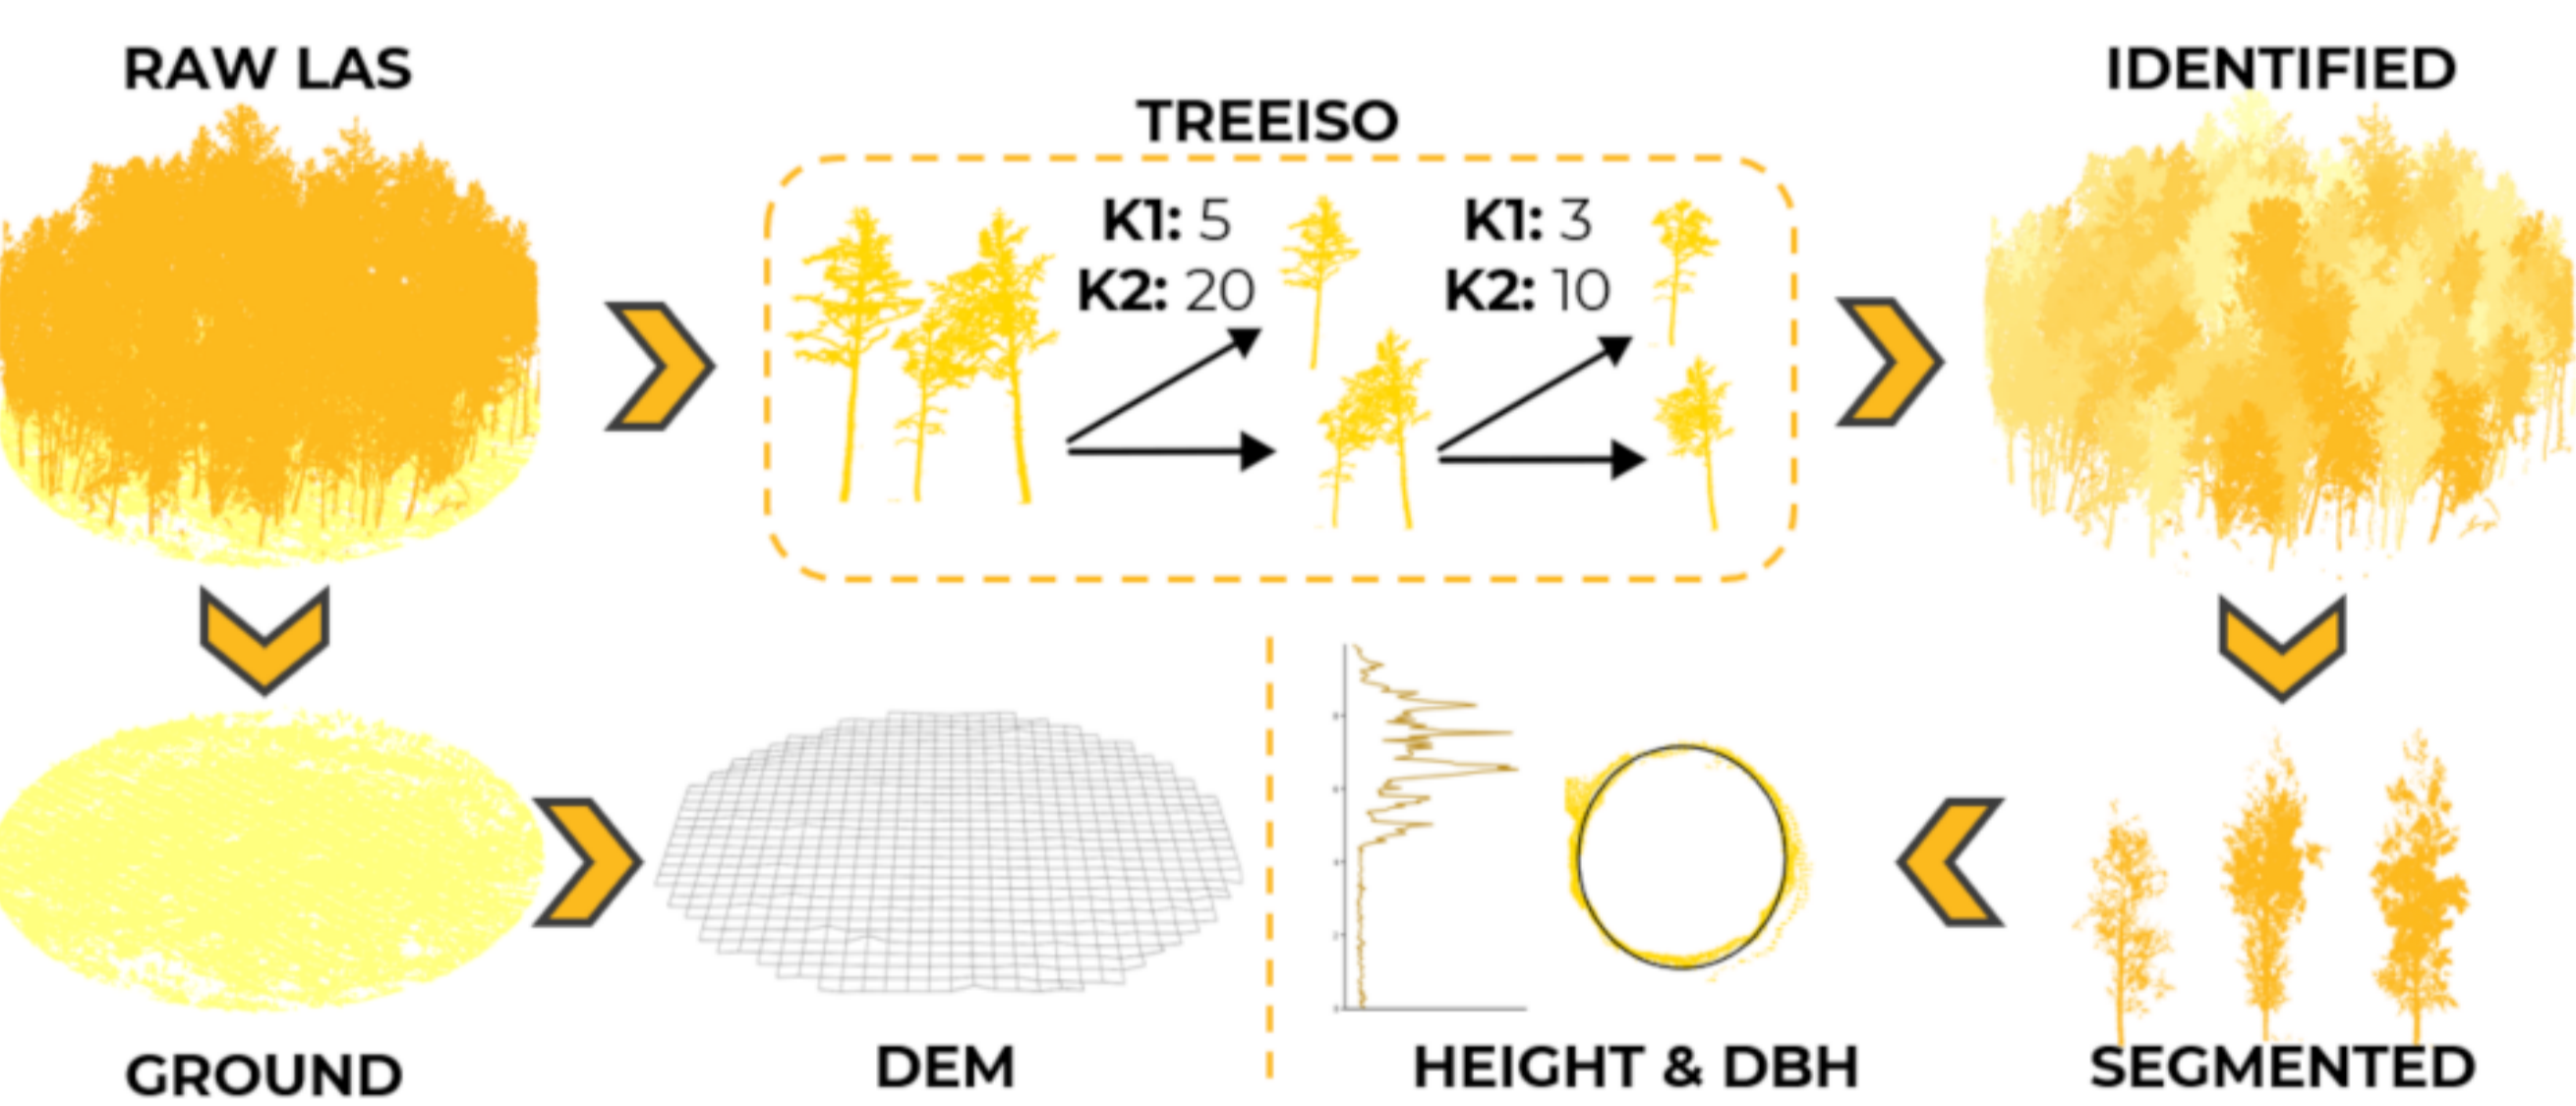 RAW LAS
TREEISO
IDENTIFIED
K1: 5
K2: 20
K1: 3
K2: 10
GROUND
DEM
HEIGHT & DBH
SEGMENTED